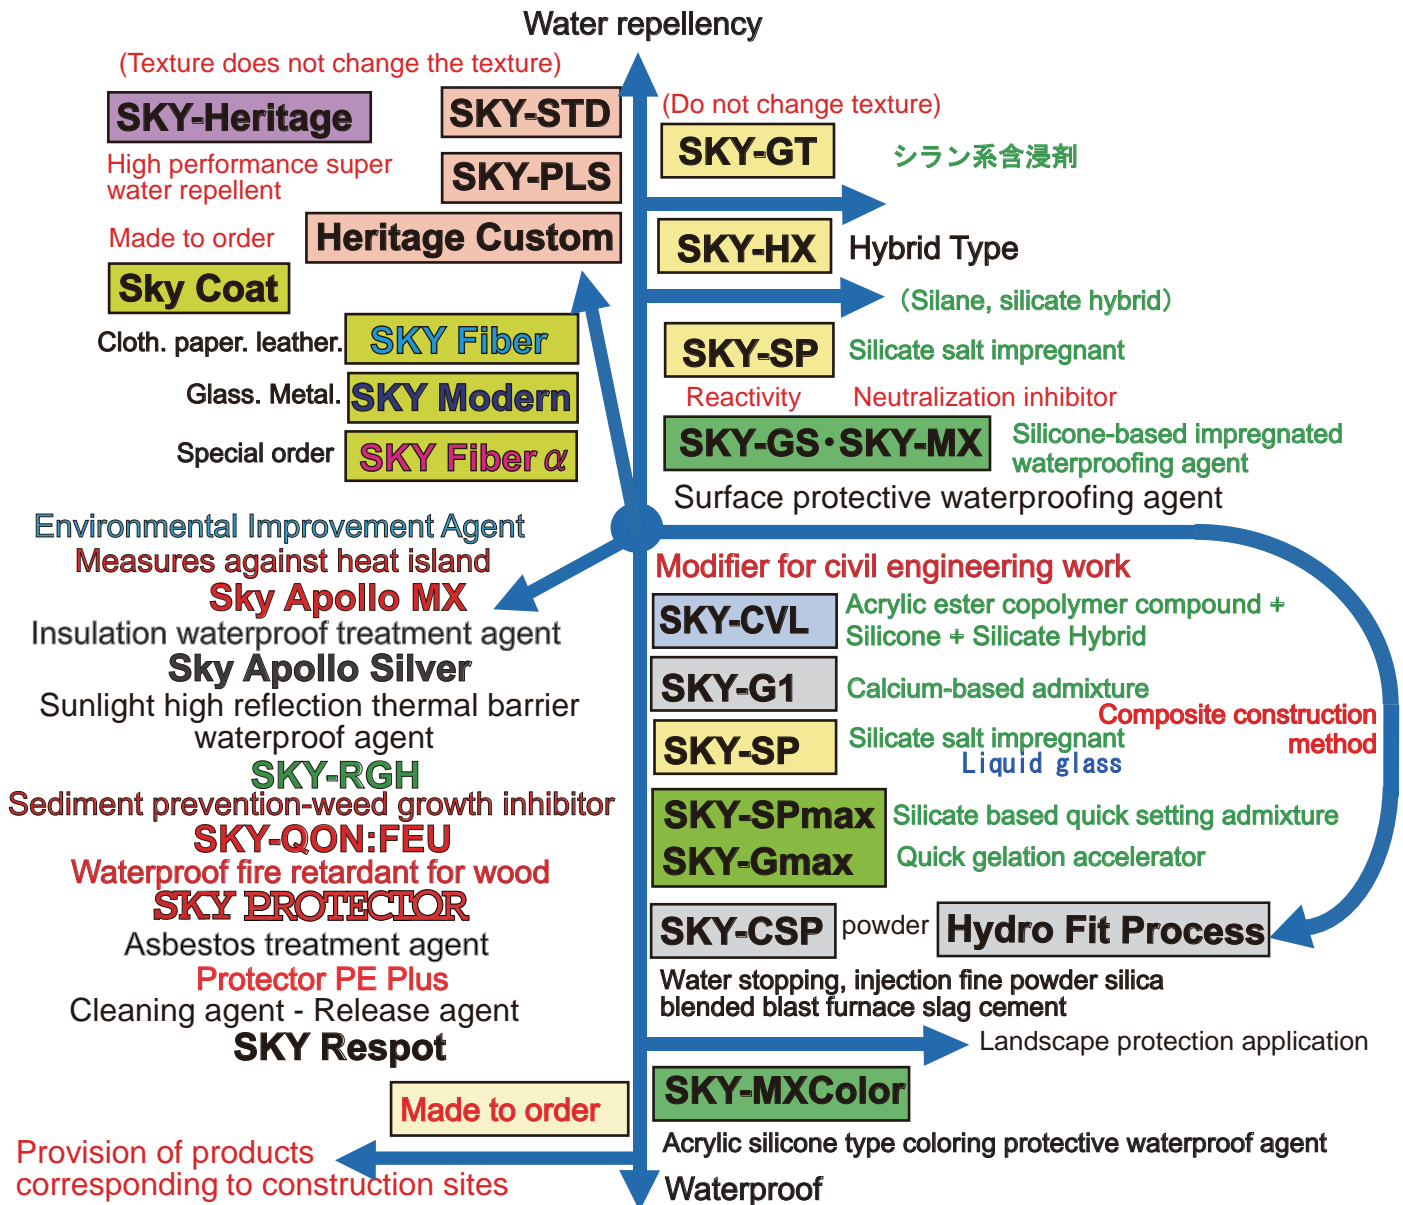 Water repellency
(Texture does not change the texture)
SKY-Heritage
SKY-STD
High performance super
water repellent
SKY-PLS
Made to order
Heritage Custom
Sky Coat
Cloth. paper. leather.
SKY Fiber
Glass. Metal.
SKY Modern
Special order
SKY Fiber α
(Do not change texture)
SKY-GT
シラン系含浸剤
SKY-HX
Hybrid Type
（Silane, silicate hybrid）
SKY-SP
Silicate salt impregnant
Reactivity
Neutralization inhibitor
SKY-GS・SKY-MX
Silicone-based impregnated
waterproofing agent
Surface protective waterproofing agent
Environmental Improvement Agent
Measures against heat island
Sky Apollo MX
Insulation waterproof treatment agent
Sky Apollo Silver
Sunlight high reflection thermal barrier
waterproof agent
SKY-RGH
Sediment prevention-weed growth inhibitor
SKY-QON:FEU
Waterproof fire retardant for wood
SKY PROTECTOR
Asbestos treatment agent
Protector PE Plus
Cleaning agent - Release agent
SKY Respot
Modifier for civil engineering work
SKY-CVL
Acrylic ester copolymer compound +
Silicone + Silicate Hybrid
SKY-G1
Calcium-based admixture
Composite construction
method
SKY-SP
Silicate salt impregnant
Liquid glass
SKY-SPmax
Silicate based quick setting admixture
SKY-Gmax
Quick gelation accelerator
SKY-CSP
powder
Hydro Fit Process
Water stopping, injection fine powder silica
blended blast furnace slag cement
Landscape protection application
SKY-MXColor
Acrylic silicone type coloring protective waterproof agent
Made to order
Provision of products
corresponding to construction sites
Waterproof